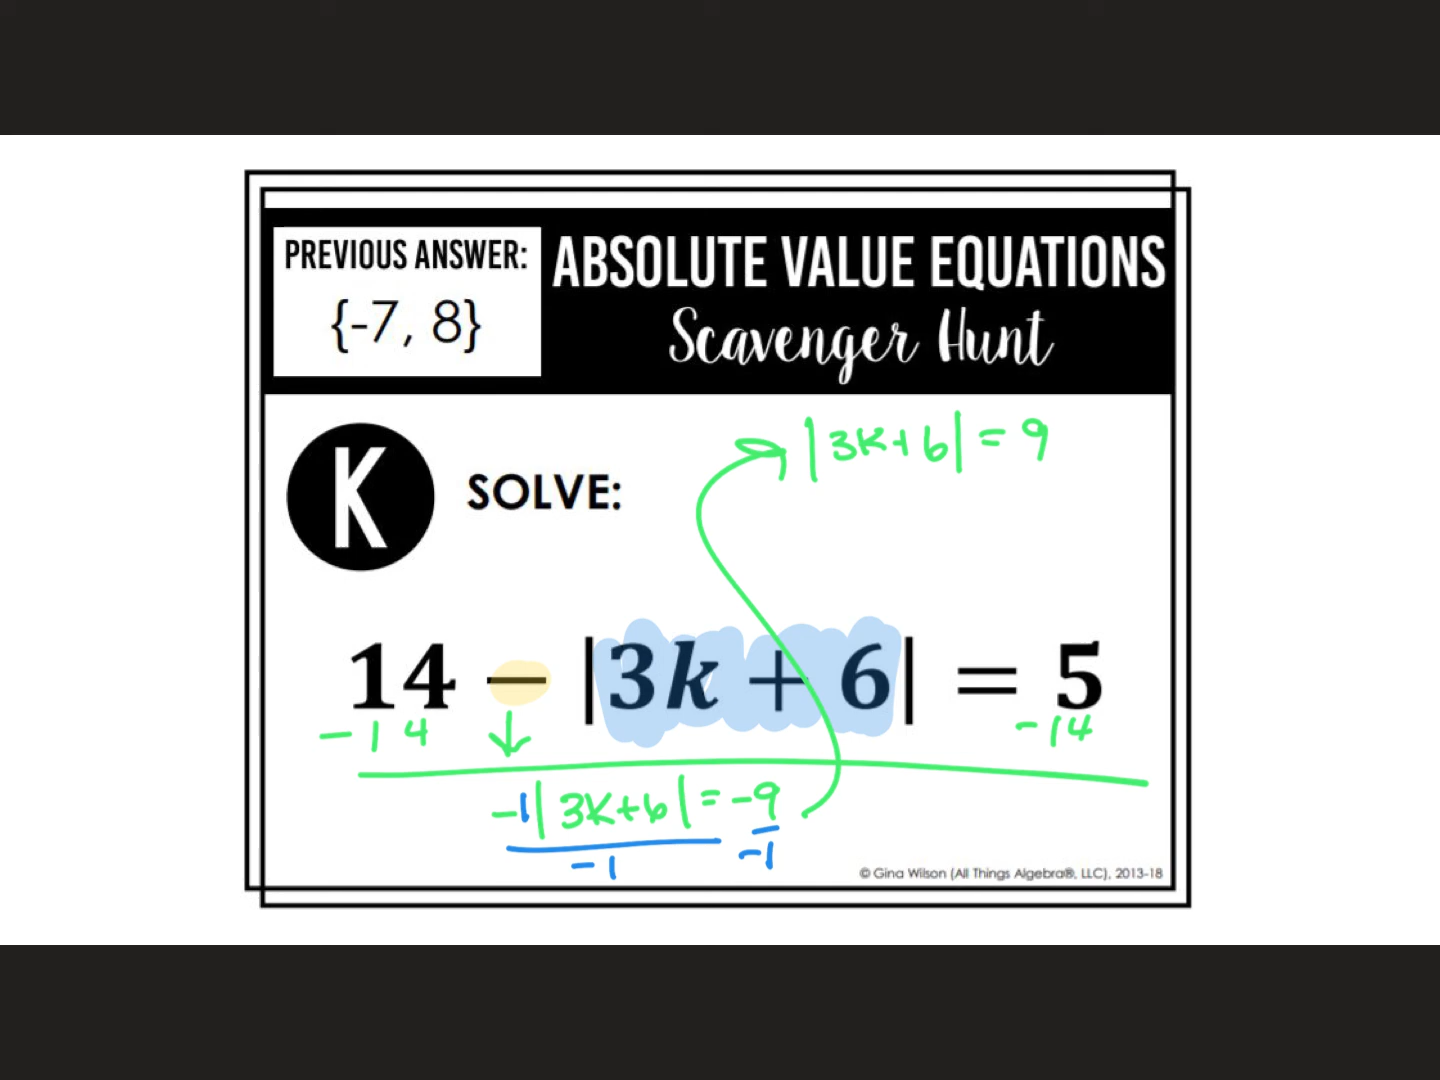 PREVIOUS ANSWER:
{-7, 8}
ABSOLUTE VALUE EQUATIONS
Scavenger Hunt
|3k+6| = 9
K
SOLVE:
14 − |3k + 6| = 5
-14
-14
-1|3k+6| = -9
-1
-1
© Gina Wilson (All Things Algebra®, LLC), 2013-18